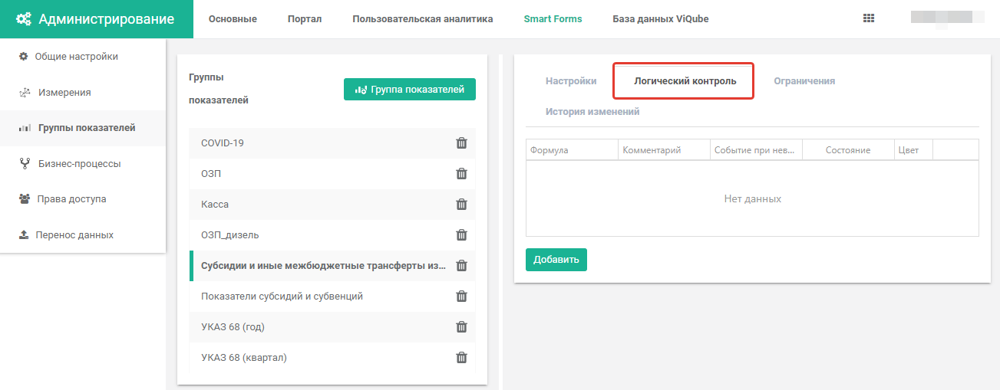 Администрирование
Основные
Портал
Пользовательская аналитика
Smart Forms
База данных ViQube
Общие настройки
Измерения
Группы показателей
Бизнес-процессы
Права доступа
Перенос данных
Группы
показателей
Группа показателей
COVID-19
ОЗП
Касса
ОЗП_дизель
Субсидии и иные межбюджетные трансферты из...
Показатели субсидий и субвенций
УКАЗ 68 (год)
УКАЗ 68 (квартал)
Настройки
Логический контроль
Ограничения
История изменений
Формула
Комментарий
Событие при нев...
Состояние
Цвет
Нет данных
Добавить